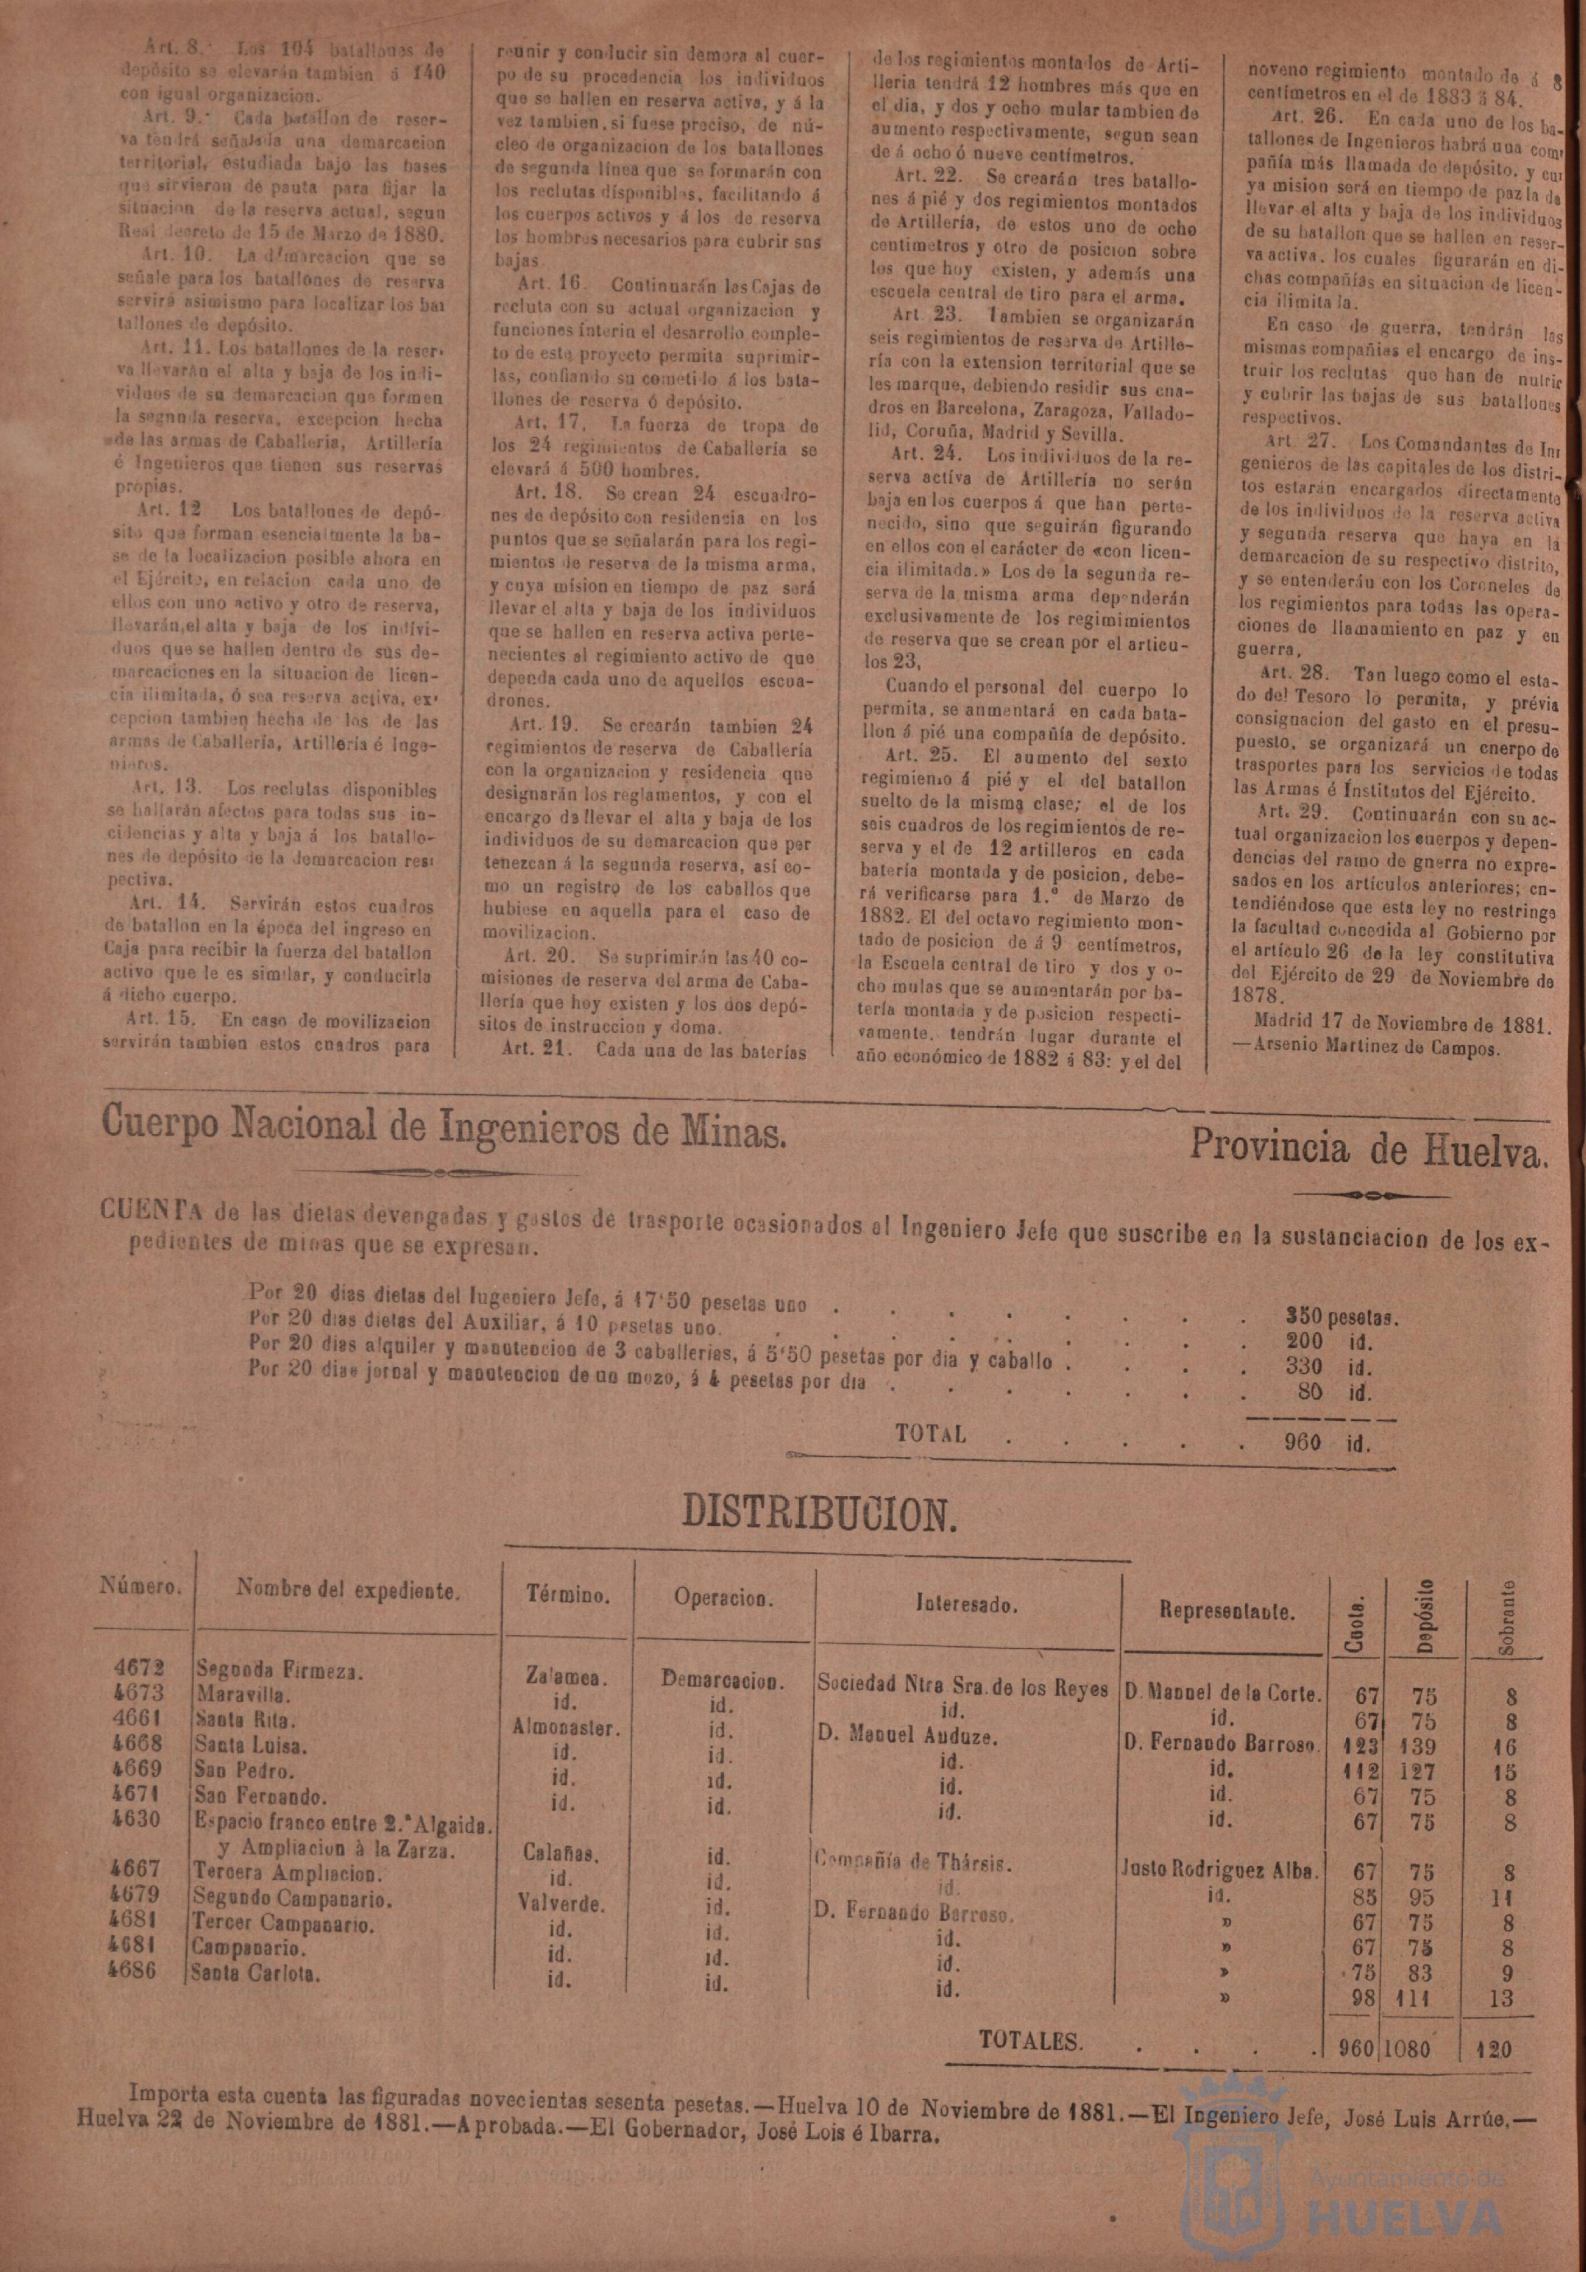 Art. 8.° Los 104 batallones de
depósito se elevarán tambien á 140
con igual organizacion.
Art. 9.° Cada batallon de reser-
va tendrá señalada una demarcacion
territorial, estudiada bajo las bases
que sirvieron de pauta para fijar la
situacion de la reserva actual, segun
Real decreto de 15 de Marzo de 1880.
Art. 10. La demarcacion que se
señale para los batallones de reserva
servirá asimismo para localizar los bai
tallones de depósito.
Art. 11. Los batallones de la reser-
va llevarán el alta y baja de los indi-
viduos de su demarcacion que formen
la segunda reserva, excepcion hecha
de las armas de Caballería, Artillería
é Ingenieros que tienen sus reservas
propias.
Art. 12 Los batallones de depó-
sito que forman esencialmente la ba-
se de la localizacion posible ahora en
el Ejército, en relacion cada uno de
ellos con uno activo y otro de reserva,
llevarán el alta y baja de los indivi-
duos que se hallen dentro de sus de-
marcaciones en la situacion de licen-
cia ilimitada, ó sea reserva activa, ex-
cepcion tambien hecha de los de las
armas de Caballería, Artillería é Inge-
nieros.
Art. 13. Los reclutas disponibles
se hallarán afectos para todas sus in-
cidencias y alta y baja á los batallo-
nes de depósito de la demarcacion res-
pectiva.
Art. 14. Servirán estos cuadros
de batallon en la época del ingreso en
Caja para recibir la fuerza del batallon
activo que le es similar, y conducirla
á dicho cuerpo.
Art. 15. En caso de movilizacion
servirán tambien estos cuadros para
reunir y conducir sin demora al cuer-
po de su procedencia los individuos
que se hallen en reserva activa, y á la
vez tambien, si fuese preciso, de nú-
cleo de organizacion de los batallones
de segunda línea que se formarán con
los reclutas disponibles, facilitando á
los cuerpos activos y á los de reserva
los hombres necesarios para cubrir sus
bajas.
Art. 16. Continuarán las Cajas de
recluta con su actual organizacion y
funciones ínterin el desarrollo comple-
to de este proyecto permita suprimir-
las, confiando su cometido á los bata-
llones de reserva ó depósito.
Art. 17. La fuerza de tropa de
los 24 regimientos de Caballería se
elevará á 500 hombres.
Art. 18. Se crean 24 escuadro-
nes de depósito con residencia en los
puntos que se señalarán para los regi-
mientos de reserva de la misma arma,
y cuya mision en tiempo de paz será
llevar el alta y baja de los individuos
que se hallen en reserva activa perte-
necientes al regimiento activo de que
dependa cada uno de aquellos escua-
drones.
Art. 19. Se crearán tambien 24
regimientos de reserva de Caballería
con la organizacion y residencia que
designarán los reglamentos, y con el
encargo da llevar el alta y baja de los
individuos de su demarcacion que per
tenezcan á la segunda reserva, así co-
mo un registro de los caballos que
hubiese en aquella para el caso de
movilizacion.
Art. 20. Se suprimirán las 40 co-
misiones de reserva del arma de Caba-
llería que hoy existen y los dos depó-
sitos de instruccion y doma.
Art. 21. Cada una de las baterías
de los regimientos montados de Arti-
lleria tendrá 12 hombres más que en
el dia, y dos y ocho mular tambien de
aumento respectivamente, segun sean
de á ocho ó nueve centímetros.
Art. 22. Se crearán tres batallo-
nes á pié y dos regimientos montados
de Artillería, de estos uno de ocho
centimetros y otro de posicion sobre
los que hoy existen, y además una
escuela central de tiro para el arma.
Art. 23. Tambien se organizarán
seis regimientos de reserva de Artille-
ría con la extension territorial que se
les marque, debiendo residir sus cua-
dros en Barcelona, Zaragoza, Vallado-
lid, Coruña, Madrid y Sevilla.
Art. 24. Los individuos de la re-
serva activa de Artillería no serán
baja en los cuerpos á que han perte-
necido, sino que seguirán figurando
en ellos con el carácter de «con licen-
cia ilimitada.» Los de la segunda re-
serva de la misma arma dependerán
exclusivamente de los regimimientos
de reserva que se crean por el articu-
los 23,
Cuando el personal del cuerpo lo
permita, se aumentará en cada bata-
llon á pié una compañía de depósito.
Art. 25. El aumento del sexto
regimiento á pié y el del batallon
suelto de la misma clase; el de los
seis cuadros de los regimientos de re-
serva y el de 12 artilleros en cada
batería montada y de posicion, debe-
rá verificarse para 1.° de Marzo de
1882. El del octavo regimiento mon-
tado de posicion de á 9 centímetros,
la Escuela central de tiro y dos y o-
cho mulas que se aumentarán por ba-
tería montada y de posicion respecti-
vamente, tendrán lugar durante el
año económico de 1882 á 83: y el del
noveno regimiento montado de á 8
centímetros en el de 1883 á 84.
Art. 26. En cada uno de los ba-
tallones de Ingenieros habrá una com-
pañía más llamada de depósito, y cu-
ya mision será en tiempo de paz la de
llevar el alta y baja de los individuos
de su batallon que se hallen en reser-
va activa, los cuales figurarán en di-
chas compañías en situacion de licen-
cia ilimitada.
En caso de guerra, tendrán las
mismas compañias el encargo de ins-
truir los reclutas que han de nutrir
y cubrir las bajas de sus batallones
respectivos.
Art. 27. Los Comandantes de In-
genieros de las capitales de los distri-
tos estarán encargados directamente
de los individuos de la reserva activa
y segunda reserva que haya en la
demarcacion de su respectivo distrito,
y se entenderán con los Coroneles de
los regimientos para todas las opera-
ciones de llamamiento en paz y en
guerra,
Art. 28. Tan luego como el esta-
do del Tesoro lo permita, y prévia
consignacion del gasto en el presu-
puesto, se organizará un cnerpo de
trasportes para los servicios de todas
las Armas é Institutos del Ejército.
Art. 29. Continuarán con su ac-
tual organizacion los cuerpos y depen-
dencias del ramo de gnerra no expre-
sados en los artículos anteriores; en-
tendiéndose que esta ley no restringe
la facultad concedida al Gobierno por
el artículo 26 de la ley constitutiva
del Ejército de 29 de Noviembre de
1878.
Madrid 17 de Noviembre de 1881.
—Arsenio Martinez de Campos.
Cuerpo Nacional de Ingenieros de Minas. Provincia de Huelva.
CUENTA de las dietas devengadas y gastos de trasporte ocasionados al Ingeniero Jefe que suscribe en la sustanciacion de los ex-
pedientes de minas que se expresan.
Por 20 dias dietas del Ingeniero Jefe, á 17'50 pesetas uno . . . . . . . . 350 pesetas.
Por 20 dias dietas del Auxiliar, á 10 pesetas uno. . . . . . . . . 200 id.
Por 20 dias alquiler y manutencion de 3 caballerias, á 5'50 pesetas por dia y caballo . . . . 330 id.
Por 20 dias jornal y manutencion de un mozo, á 4 pesetas por dia . . . . . . . 80 id.
TOTAL . . . . . 960 id.
DISTRIBUCION.
Número. Nombre del expediente. Término. Operacion. Interesado. Representante. Cuota. Depósito Sobrante
4672 Segunda Firmeza. Zalamea. Demarcacion. Sociedad Ntra Sra. de los Reyes D. Manuel de la Corte. 67 75 8
4673 Maravilla. id. id. id. id. 67 75 8
4661 Santa Rita. Almonaster. id. D. Manuel Auduze. D. Fernando Barroso. 123 139 16
4668 Santa Luisa. id. id. id. id. 112 127 15
4669 San Pedro. id. id. id. id. 67 75 8
4671 San Fernando. id. id. id. id. 67 75 8
4630 Espacio franco entre 2.ª Algaida.
y Ampliacion à la Zarza. Calañas. id. Compañía de Thársis. Justo Rodriguez Alba. 67 75 8
4667 Tercera Ampliacion. id. id. id. id. 85 95 11
4679 Segundo Campanario. Valverde. id. D. Fernando Barroso. » 67 75 8
4681 Tercer Campanario. id. id. id. » 67 75 8
4681 Campanario. id. id. id. » 75 83 9
4686 Santa Carlota. id. id. id. » 98 111 13
TOTALES. . . . . 960 1080 120
Importa esta cuenta las figuradas novecientas sesenta pesetas.—Huelva 10 de Noviembre de 1881.—El Ingeniero Jefe, José Luis Arrúe.—
Huelva 22 de Noviembre de 1881.—Aprobada.—El Gobernador, José Lois é Ibarra.
Ayuntamiento de
HUELVA